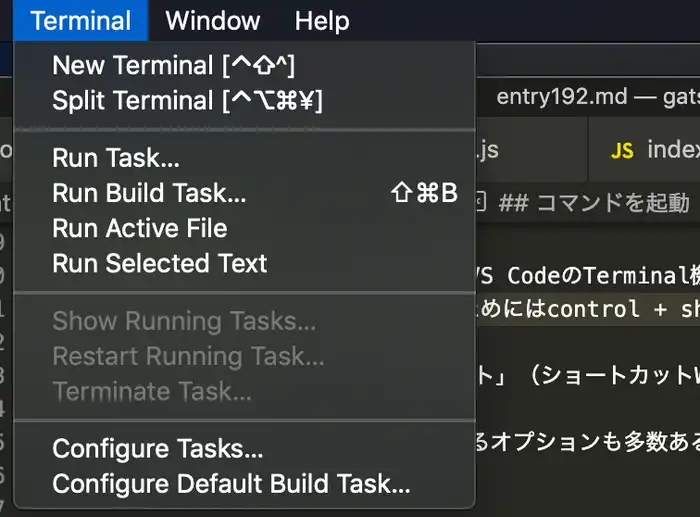 Terminal Window Help
New Terminal [^⇧^]
Split Terminal [^⌥⌘¥]
Run Task...
Run Build Task... ⇧⌘B
Run Active File
Run Selected Text
Show Running Tasks...
Restart Running Task...
Terminate Task...
Configure Tasks...
Configure Default Build Task...
entry192.md — gats
.js
JS index
## コマンドを起動
VS CodeのTerminal機
めにはcontrol + sh
ト」（ショートカットW
るオプションも多数ある